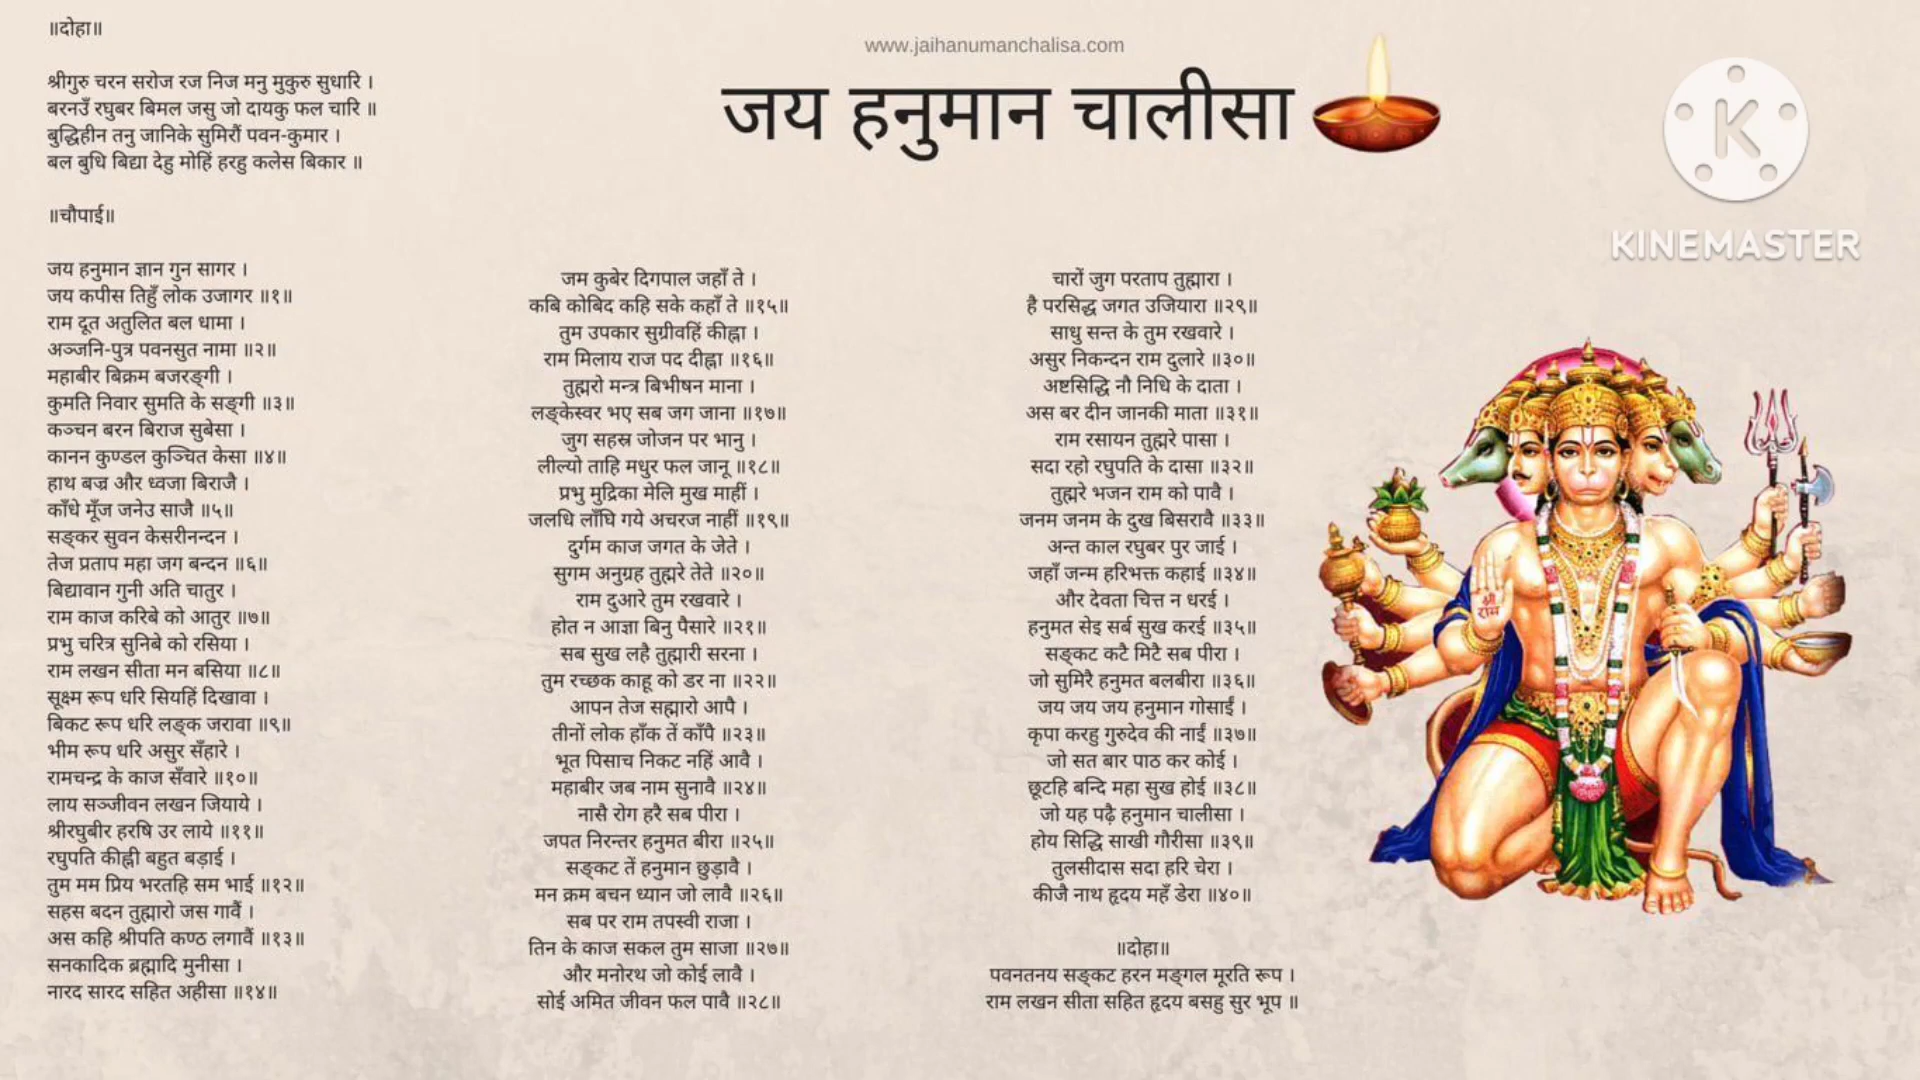 ॥दोहा॥
श्रीगुरु चरन सरोज रज निज मनु मुकुरु सुधारि ।
बरनउँ रघुबर बिमल जसु जो दायकु फल चारि ॥
बुद्धिहीन तनु जानिके सुमिरौं पवन-कुमार ।
बल बुधि बिद्या देहु मोहिं हरहु कलेस बिकार ॥
॥चौपाई॥
जय हनुमान ज्ञान गुन सागर ।
जय कपीस तिहुँ लोक उजागर ॥१॥
राम दूत अतुलित बल धामा ।
अञ्जनि-पुत्र पवनसुत नामा ॥२॥
महाबीर बिक्रम बजरङ्गी ।
कुमति निवार सुमति के सङ्गी ॥३॥
कञ्चन बरन बिराज सुबेसा ।
कानन कुण्डल कुञ्चित केसा ॥४॥
हाथ बज्र और ध्वजा बिराजै ।
काँधे मूँज जनेउ साजै ॥५॥
सङ्कर सुवन केसरीनन्दन ।
तेज प्रताप महा जग बन्दन ॥६॥
बिद्यावान गुनी अति चातुर ।
राम काज करिबे को आतुर ॥७॥
प्रभु चरित्र सुनिबे को रसिया ।
राम लखन सीता मन बसिया ॥८॥
सूक्ष्म रूप धरि सियहिं दिखावा ।
बिकट रूप धरि लङ्क जरावा ॥९॥
भीम रूप धरि असुर सँहारे ।
रामचन्द्र के काज सँवारे ॥१०॥
लाय सञ्जीवन लखन जियाये ।
श्रीरघुबीर हरषि उर लाये ॥११॥
रघुपति कीह्नी बहुत बड़ाई ।
तुम मम प्रिय भरतहि सम भाई ॥१२॥
सहस बदन तुह्मारो जस गावैं ।
अस कहि श्रीपति कण्ठ लगावैं ॥१३॥
सनकादिक ब्रह्मादि मुनीसा ।
नारद सारद सहित अहीसा ॥१४॥
www.jaihanumanchalisa.com
जय हनुमान चालीसा
जम कुबेर दिगपाल जहाँ ते ।
कबि कोबिद कहि सके कहाँ ते ॥१५॥
तुम उपकार सुग्रीवहिं कीह्ना ।
राम मिलाय राज पद दीह्ना ॥१६॥
तुह्मरो मन्त्र बिभीषन माना ।
लङ्केस्वर भए सब जग जाना ॥१७॥
जुग सहस्र जोजन पर भानु ।
लील्यो ताहि मधुर फल जानू ॥१८॥
प्रभु मुद्रिका मेलि मुख माहीं ।
जलधि लाँघि गये अचरज नाहीं ॥१९॥
दुर्गम काज जगत के जेते ।
सुगम अनुग्रह तुह्मरे तेते ॥२०॥
राम दुआरे तुम रखवारे ।
होत न आज्ञा बिनु पैसारे ॥२१॥
सब सुख लहै तुह्मारी सरना ।
तुम रच्छक काहू को डर ना ॥२२॥
आपन तेज सह्मारो आपै ।
तीनों लोक हाँक तें काँपै ॥२३॥
भूत पिसाच निकट नहिं आवै ।
महाबीर जब नाम सुनावै ॥२४॥
नासै रोग हरै सब पीरा ।
जपत निरन्तर हनुमत बीरा ॥२५॥
सङ्कट तें हनुमान छुड़ावै ।
मन क्रम बचन ध्यान जो लावै ॥२६॥
सब पर राम तपस्वी राजा ।
तिन के काज सकल तुम साजा ॥२७॥
और मनोरथ जो कोई लावै ।
सोई अमित जीवन फल पावै ॥२८॥
चारों जुग परताप तुह्मारा ।
है परसिद्ध जगत उजियारा ॥२९॥
साधु सन्त के तुम रखवारे ।
असुर निकन्दन राम दुलारे ॥३०॥
अष्टसिद्धि नौ निधि के दाता ।
अस बर दीन जानकी माता ॥३१॥
राम रसायन तुह्मरे पासा ।
सदा रहो रघुपति के दासा ॥३२॥
तुह्मरे भजन राम को पावै ।
जनम जनम के दुख बिसरावै ॥३३॥
अन्त काल रघुबर पुर जाई ।
जहाँ जन्म हरिभक्त कहाई ॥३४॥
और देवता चित्त न धरई ।
हनुमत सेइ सर्ब सुख करई ॥३५॥
सङ्कट कटै मिटै सब पीरा ।
जो सुमिरै हनुमत बलबीरा ॥३६॥
जय जय जय हनुमान गोसाईं ।
कृपा करहु गुरुदेव की नाईं ॥३७॥
जो सत बार पाठ कर कोई ।
छूटहि बन्दि महा सुख होई ॥३८॥
जो यह पढ़ै हनुमान चालीसा ।
होय सिद्धि साखी गौरीसा ॥३९॥
तुलसीदास सदा हरि चेरा ।
कीजै नाथ हृदय महँ डेरा ॥४०॥
॥दोहा॥
पवनतनय सङ्कट हरन मङ्गल मूरति रूप ।
राम लखन सीता सहित हृदय बसहु सुर भूप ॥
K
KINEMASTER
श्री
राम